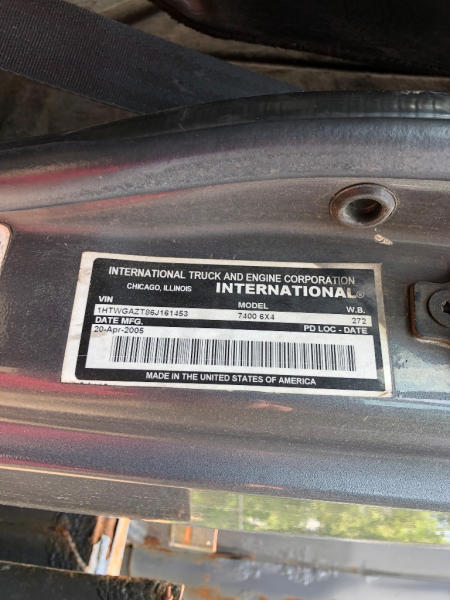 INTERNATIONAL TRUCK AND ENGINE CORPORATION
CHICAGO, ILLINOIS INTERNATIONAL®
VIN MODEL W.B.
1HTWGAZT86J161453 7400 6X4 272
DATE MFG. PD LOC - DATE
20-Apr-2005
MADE IN THE UNITED STATES OF AMERICA